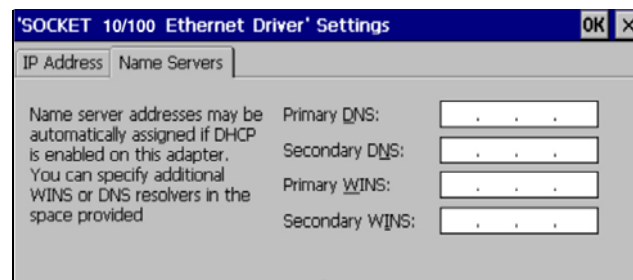 'SOCKET 10/100 Ethernet Driver' Settings OK ×
IP Address Name Servers
Name server addresses may be
automatically assigned if DHCP
is enabled on this adapter.
You can specify additional
WINS or DNS resolvers in the
space provided
Primary DNS: . . .
Secondary DNS: . . .
Primary WINS: . . .
Secondary WINS: . . .